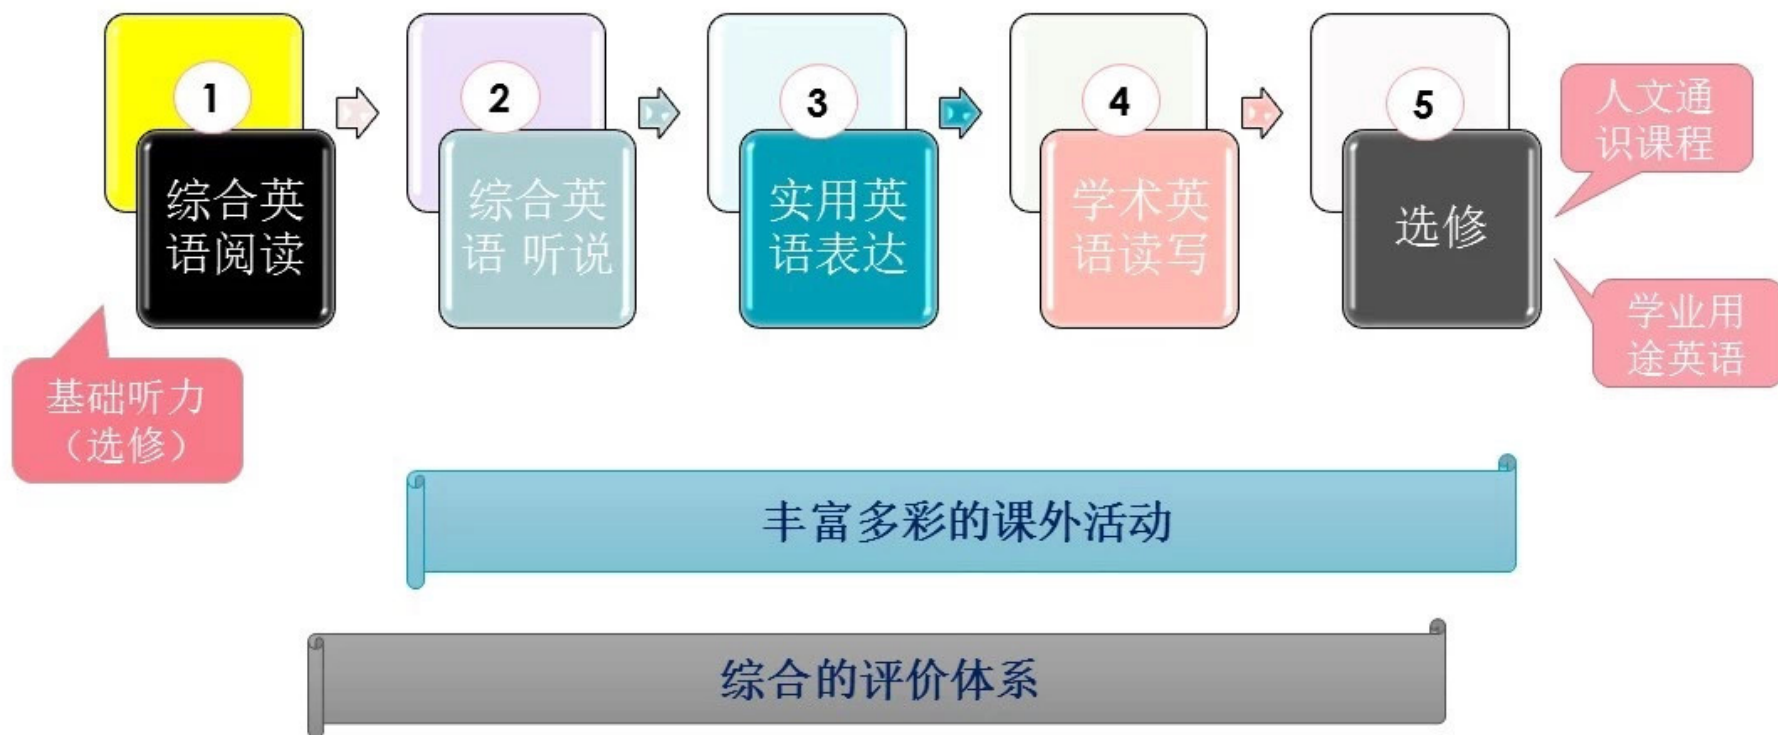 1
综合英
语阅读
2
综合英
语 听说
3
实用英
语表达
4
学术英
语读写
5
选修
人文通
识课程
学业用
途英语
基础听力
（选修）
丰富多彩的课外活动
综合的评价体系